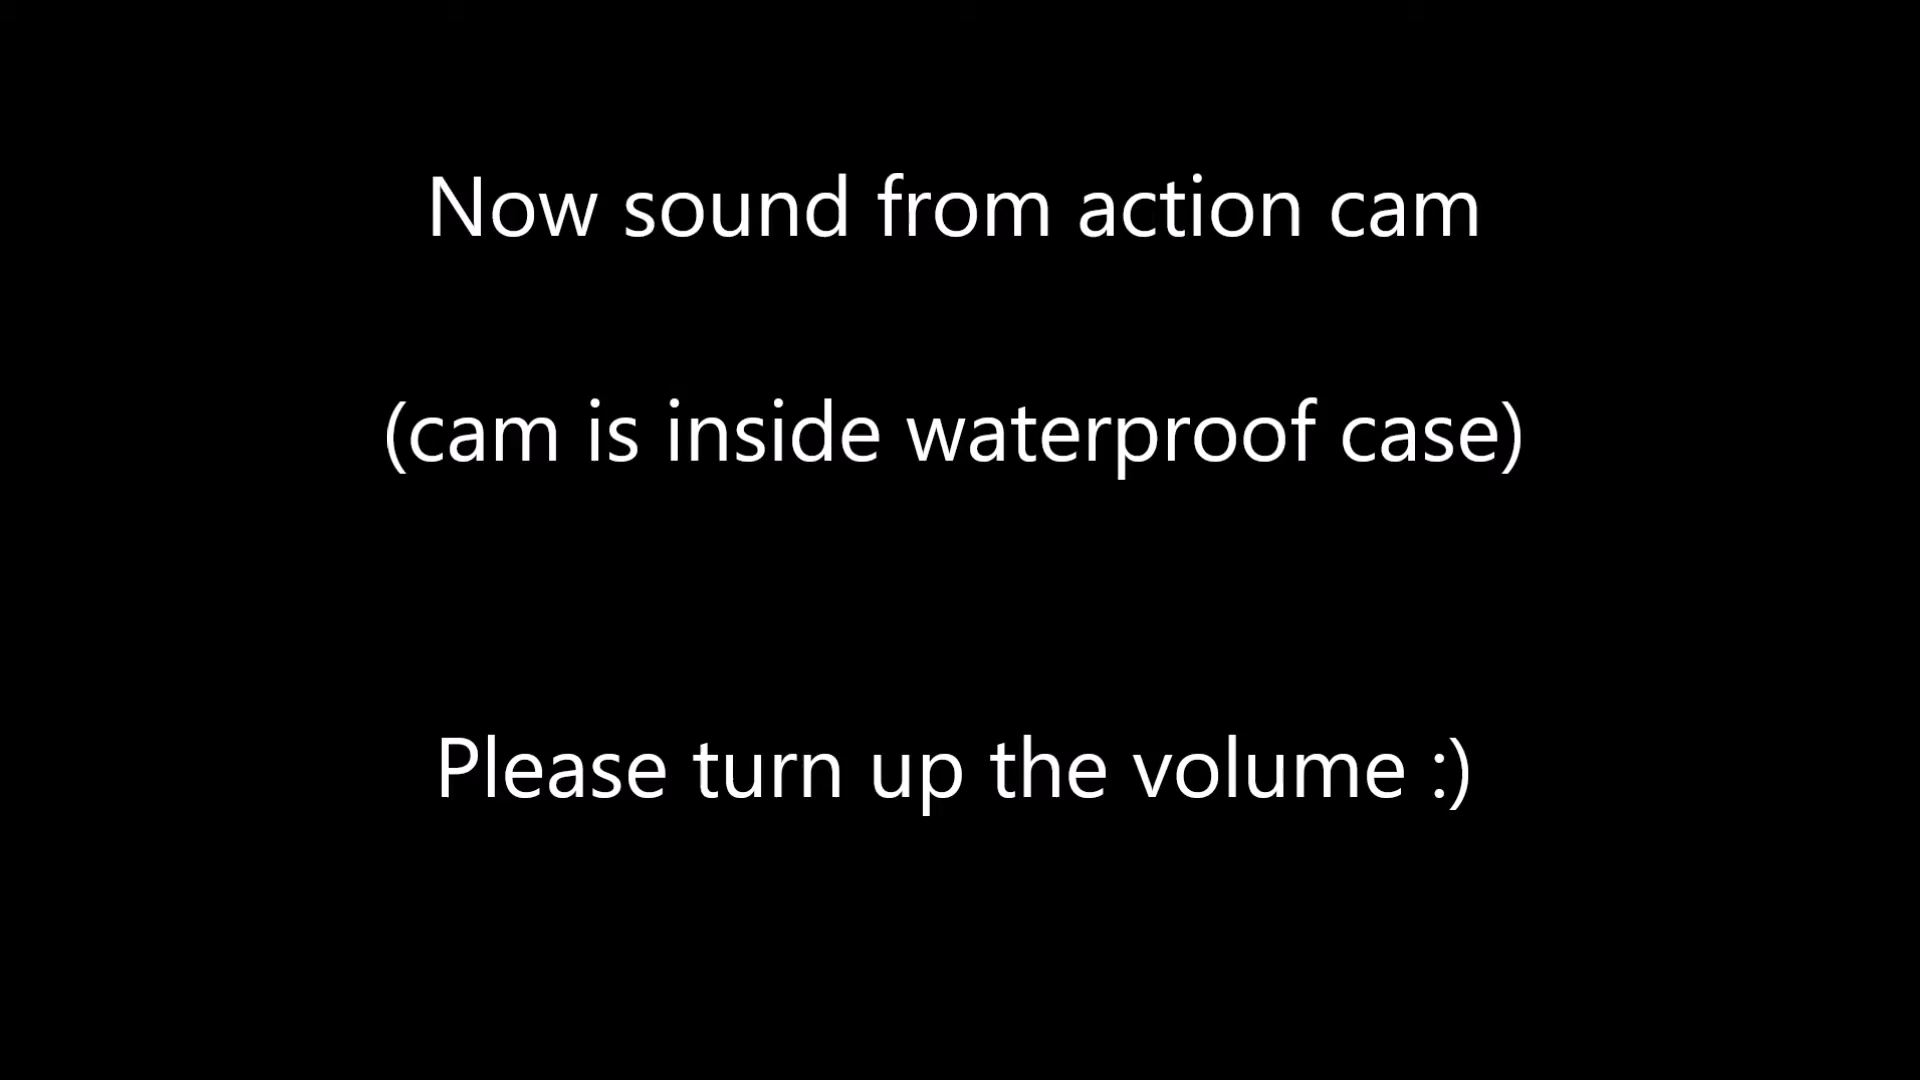 Now sound from action cam
(cam is inside waterproof case)
Please turn up the volume :)